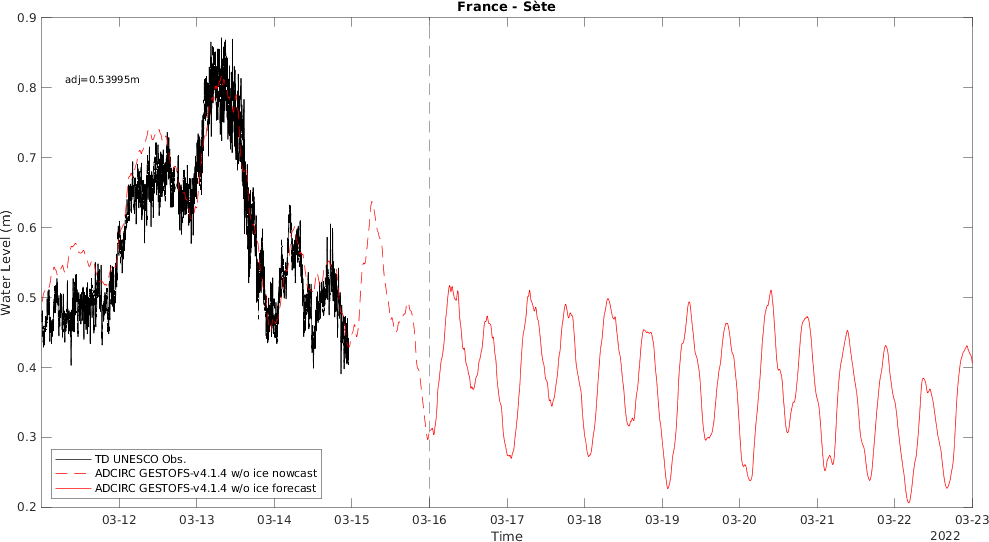 France - Sète
0.9
0.8
0.7
0.6
0.5
0.4
0.3
0.2
Water Level (m)
adj=0.53995m
TD UNESCO Obs.
ADCIRC GESTOFS-v4.1.4 w/o ice nowcast
ADCIRC GESTOFS-v4.1.4 w/o ice forecast
03-12 03-13 03-14 03-15 03-16 03-17 03-18 03-19 03-20 03-21 03-22 03-23
Time
2022